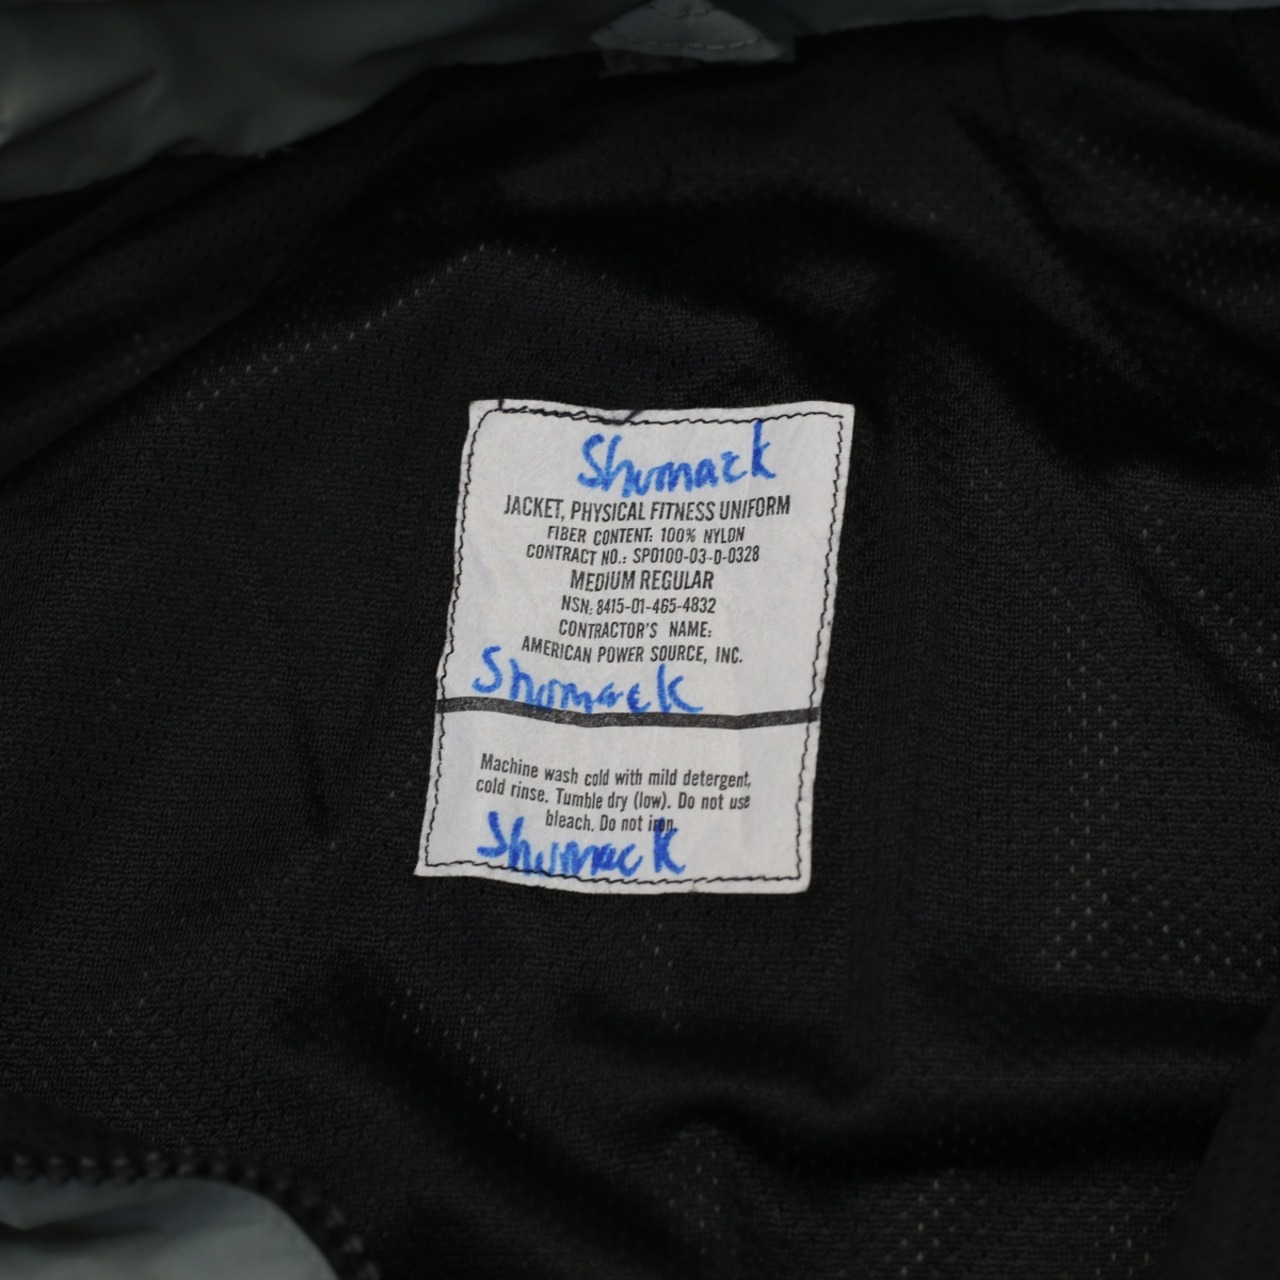 Shumack
JACKET, PHYSICAL FITNESS UNIFORM
FIBER CONTENT: 100% NYLON
CONTRACT NO.: SPO100-03-D-0328
MEDIUM REGULAR
NSN: 8415-01-465-4832
CONTRACTOR'S NAME:
AMERICAN POWER SOURCE, INC.
Shumack
Machine wash cold with mild detergent,
cold rinse. Tumble dry (low). Do not use
bleach. Do not iron.
Shumack